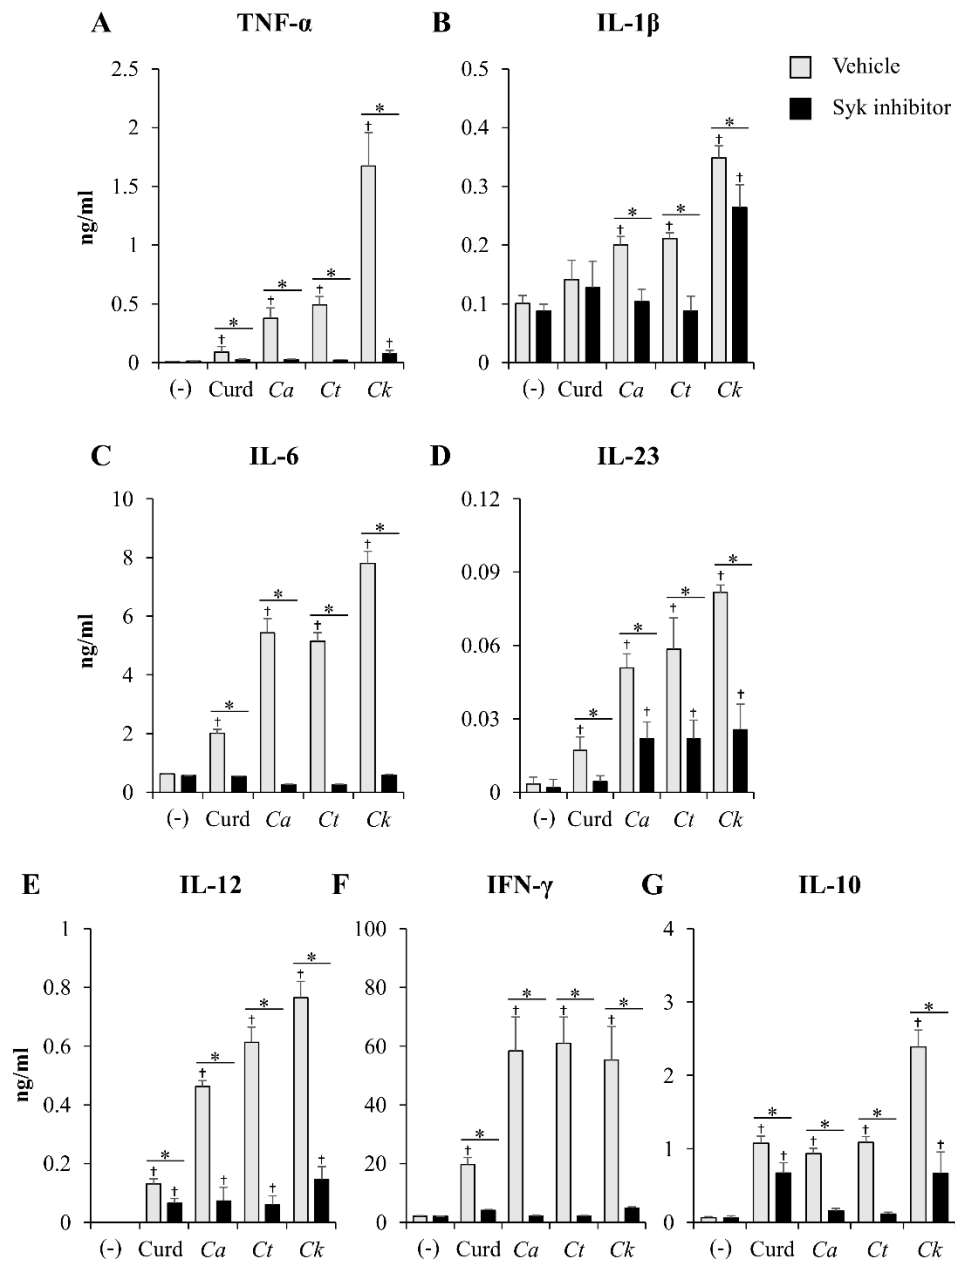 A TNF-α
B IL-1β
Vehicle
Syk inhibitor
2.5
2
1.5
1
0.5
0
ng/ml
* * * *
† † † † †
(-) Curd Ca Ct Ck
0.5
0.4
0.3
0.2
0.1
0
* * *
† † † †
(-) Curd Ca Ct Ck
C IL-6
D IL-23
10
8
6
4
2
0
ng/ml
* * * *
† † † †
(-) Curd Ca Ct Ck
0.12
0.09
0.06
0.03
0
* * * *
† † † † † † †
(-) Curd Ca Ct Ck
E IL-12
F IFN-γ
G IL-10
1
0.8
0.6
0.4
0.2
0
ng/ml
* * * *
† † † † † † † †
(-) Curd Ca Ct Ck
100
80
60
40
20
0
* * * *
† † † †
(-) Curd Ca Ct Ck
4
3
2
1
0
* * * *
† † † † † †
(-) Curd Ca Ct Ck